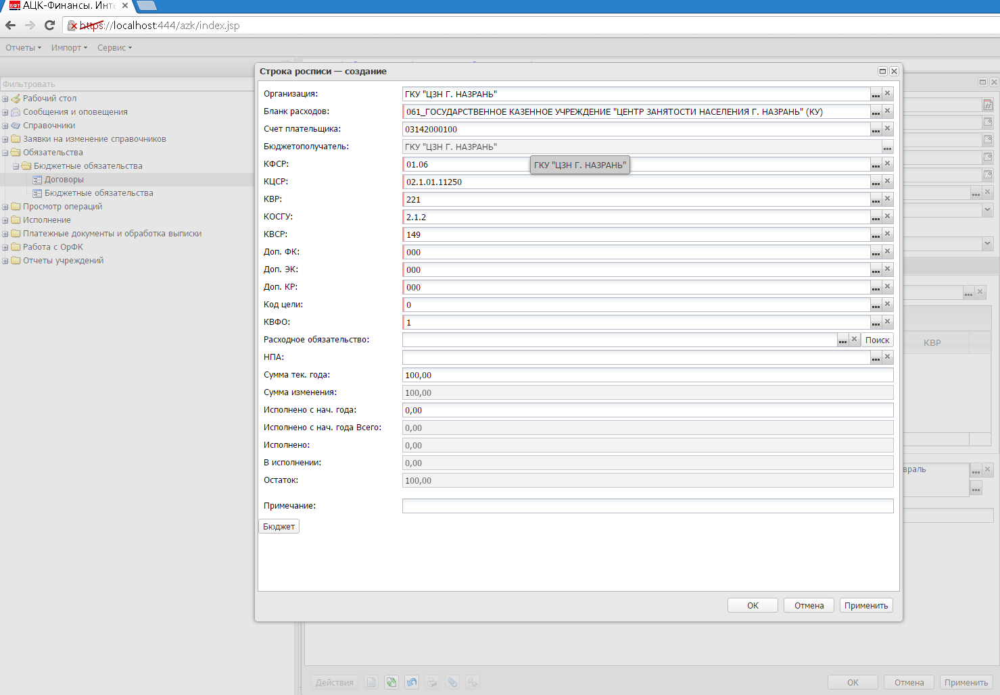 БФТ АЦК-Финансы. Инте
https://localhost:444/azk/index.jsp
Отчеты Импорт Сервис
Фильтровать
Рабочий стол
Сообщения и оповещения
Справочники
Заявки на изменение справочников
Обязательства
Бюджетные обязательства
Договоры
Бюджетные обязательства
Просмотр операций
Исполнение
Платежные документы и обработка выписки
Работа с ОрФК
Отчеты учреждений
Строка росписи — создание
Организация: ГКУ "ЦЗН Г. НАЗРАНЬ"
Бланк расходов: 061_ГОСУДАРСТВЕННОЕ КАЗЕННОЕ УЧРЕЖДЕНИЕ "ЦЕНТР ЗАНЯТОСТИ НАСЕЛЕНИЯ Г. НАЗРАНЬ" (КУ)
Счет плательщика: 03142000100
Бюджетополучатель: ГКУ "ЦЗН Г. НАЗРАНЬ"
КФСР: 01.06
ГКУ "ЦЗН Г. НАЗРАНЬ"
КЦСР: 02.1.01.11250
КВР: 221
КОСГУ: 2.1.2
КВСР: 149
Доп. ФК: 000
Доп. ЭК: 000
Доп. КР: 000
Код цели: 0
КВФО: 1
Расходное обязательство: Поиск
НПА:
Сумма тек. года: 100,00
Сумма изменения: 100,00
Исполнено с нач. года: 0,00
Исполнено с нач. года Всего: 0,00
Исполнено: 0,00
В исполнении: 0,00
Остаток: 100,00
Примечание:
Бюджет
ОК Отмена Применить
КВР
враль
Действия
ОК Отмена Применить